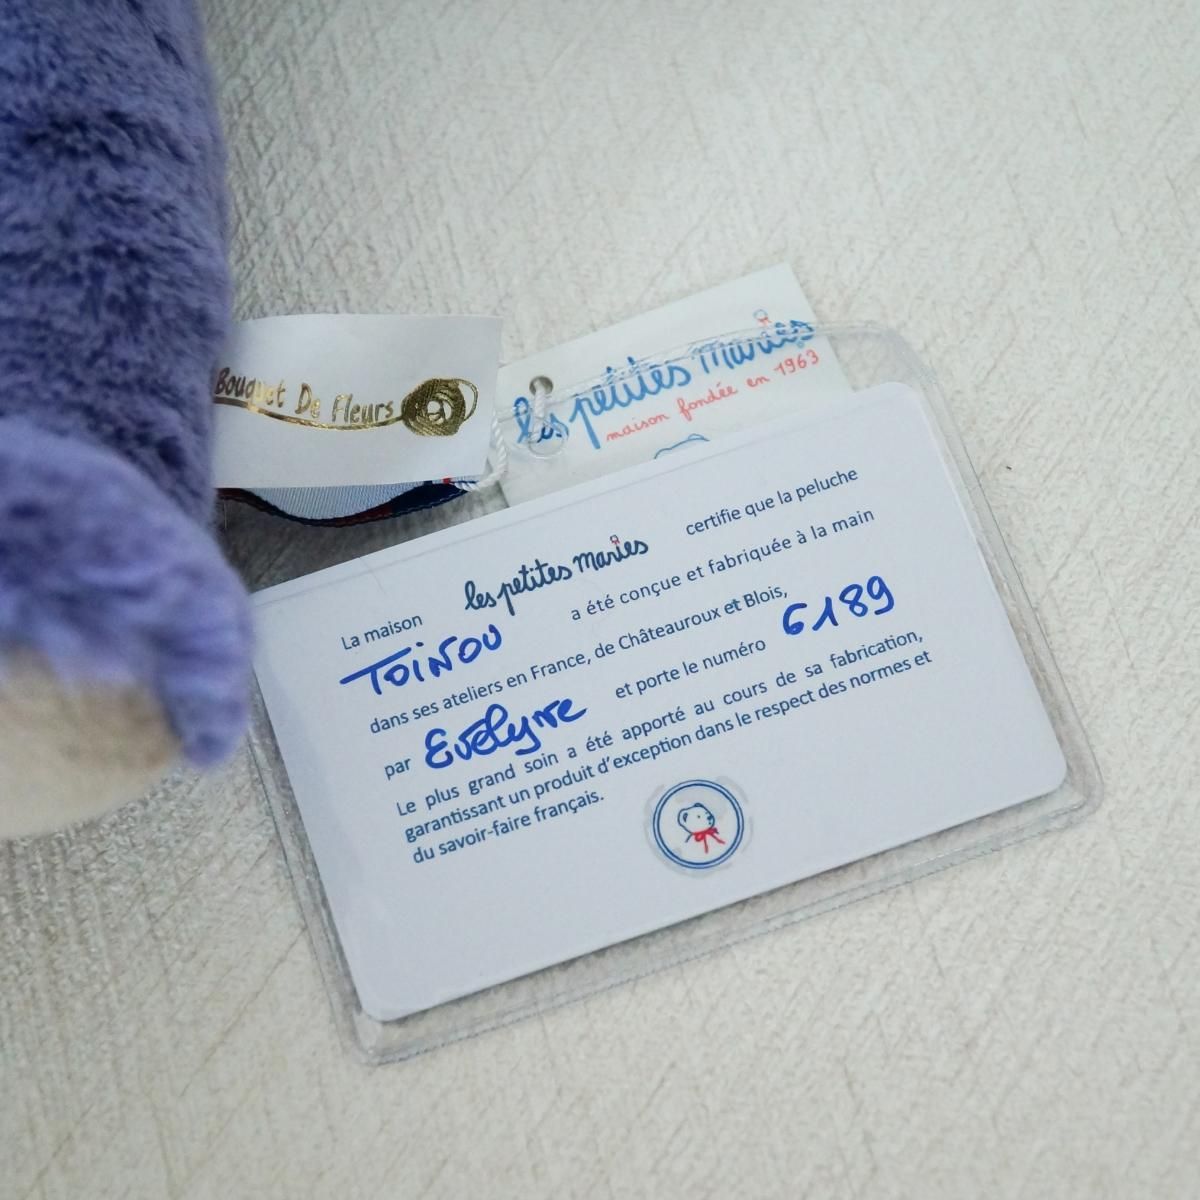 Bouquet De Fleurs
les petites maries
maison fondée en 1963
La maison les petites maries certifie que la peluche
TOINOU a été conçue et fabriquée à la main
dans ses ateliers en France, de Châteauroux et Blois,
par Evelyne et porte le numéro 6189
Le plus grand soin a été apporté au cours de sa fabrication,
garantissant un produit d'exception dans le respect des normes et
du savoir-faire français.